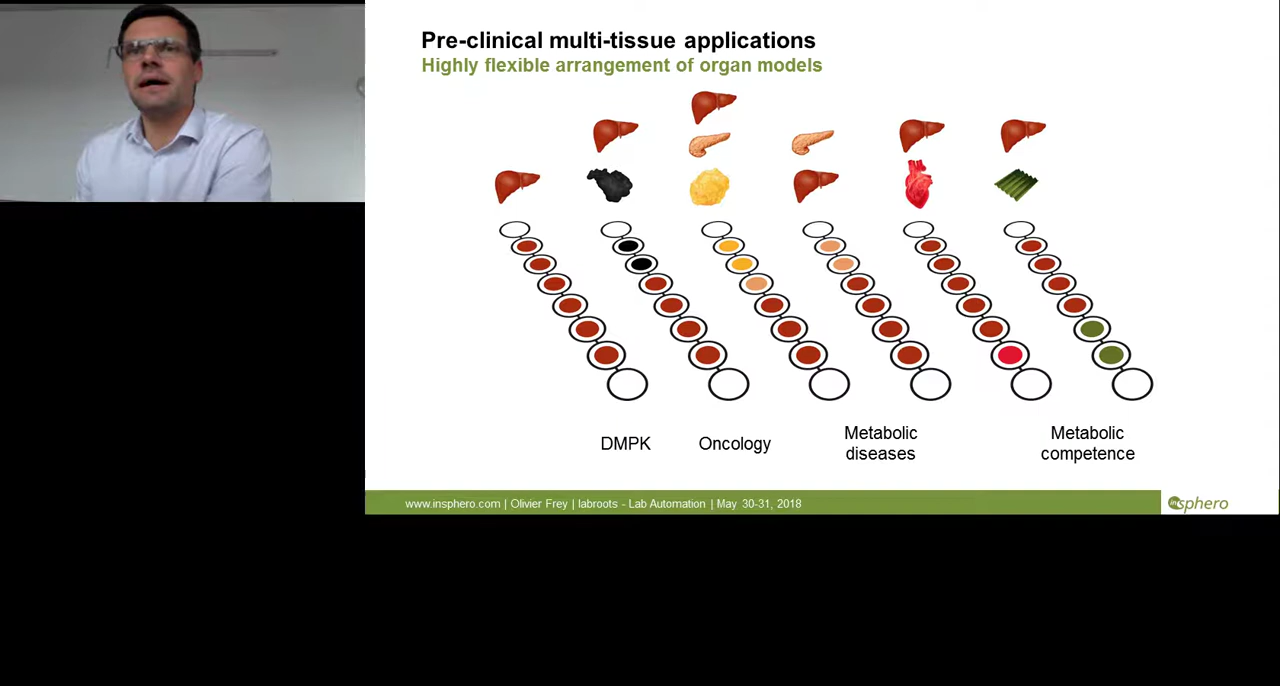 Pre-clinical multi-tissue applications
Highly flexible arrangement of organ models
DMPK
Oncology
Metabolic
diseases
Metabolic
competence
www.insphero.com | Olivier Frey | labroots - Lab Automation | May 30-31, 2018
insphero